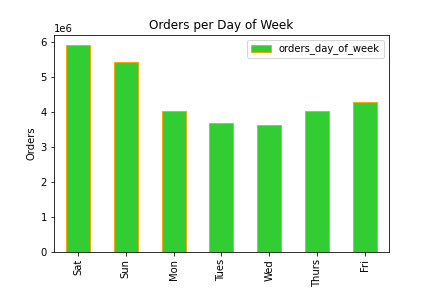 Orders per Day of Week
1e6
orders_day_of_week
6
5
4
3
2
1
0
Orders
Sat
Sun
Mon
Tues
Wed
Thurs
Fri